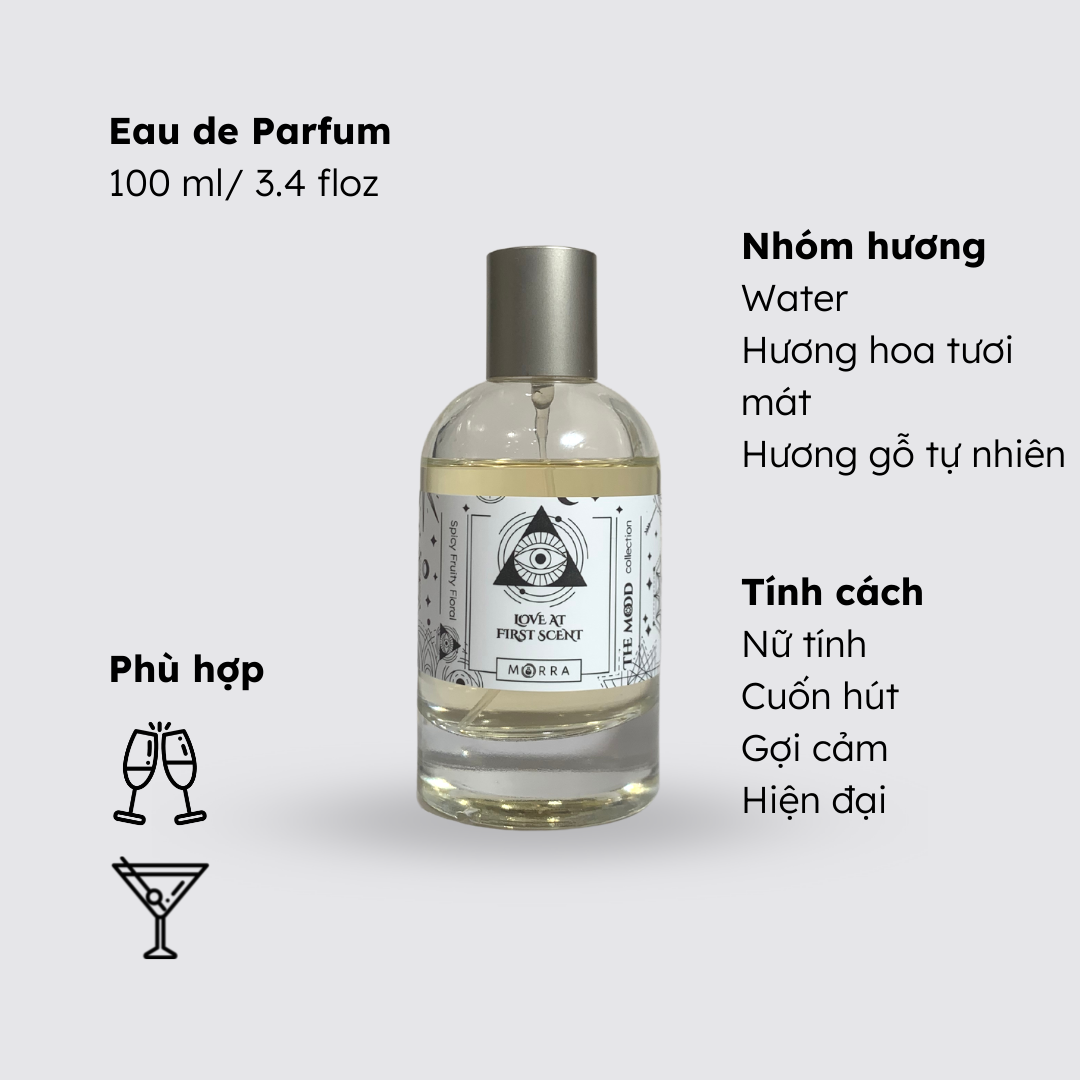 Eau de Parfum
100 ml/ 3.4 floz
Nhóm hương
Water
Hương hoa tươi
mát
Hương gỗ tự nhiên
Spicy Fruity Floral
LOVE AT
FIRST SCENT
MORRA
THE MOOD collection
Tính cách
Nữ tính
Cuốn hút
Gợi cảm
Hiện đại
Phù hợp